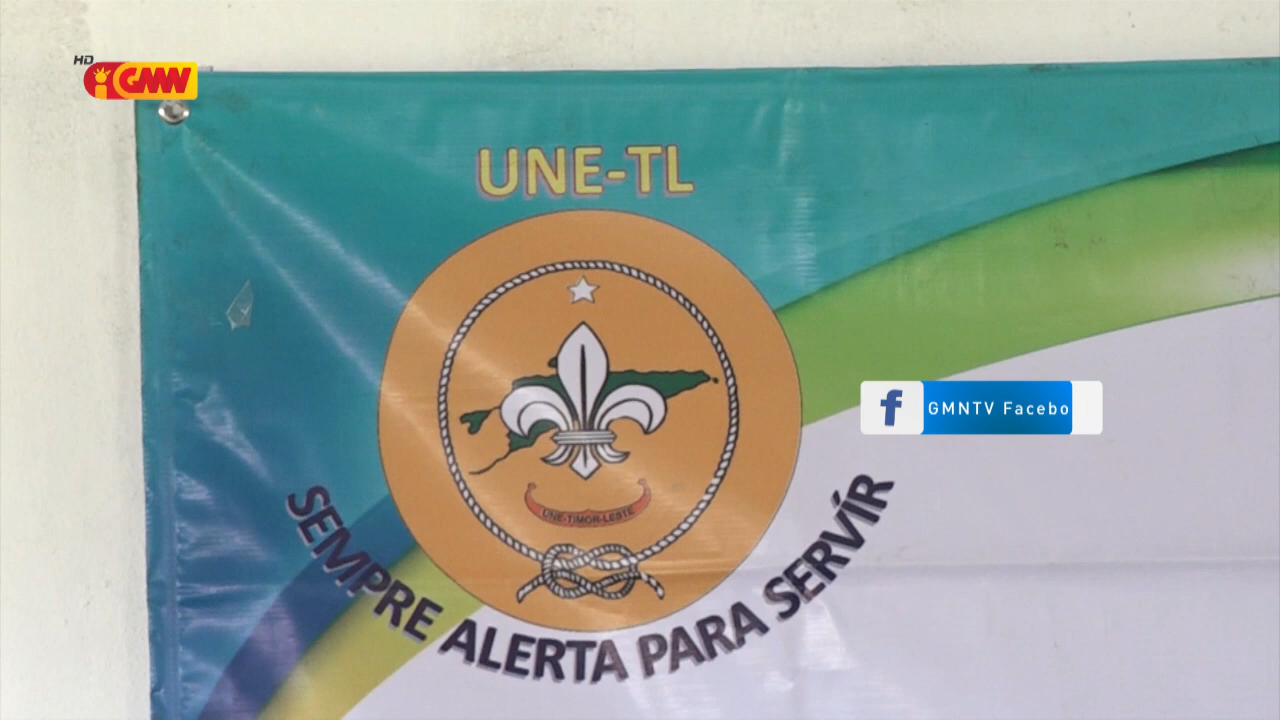 HD
GMN
UNE-TL
UNE-TIMOR-LESTE
SEMPRE ALERTA PARA SERVÍR
f GMNTV Facebo